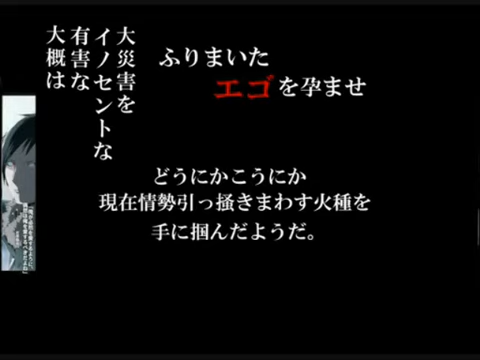 大概は
有害な
イノセントな
大災害を
ふりまいた
エゴを孕ませ
どうにかこうにか
現在情勢引っ掻きまわす火種を
手に掴んだようだ。